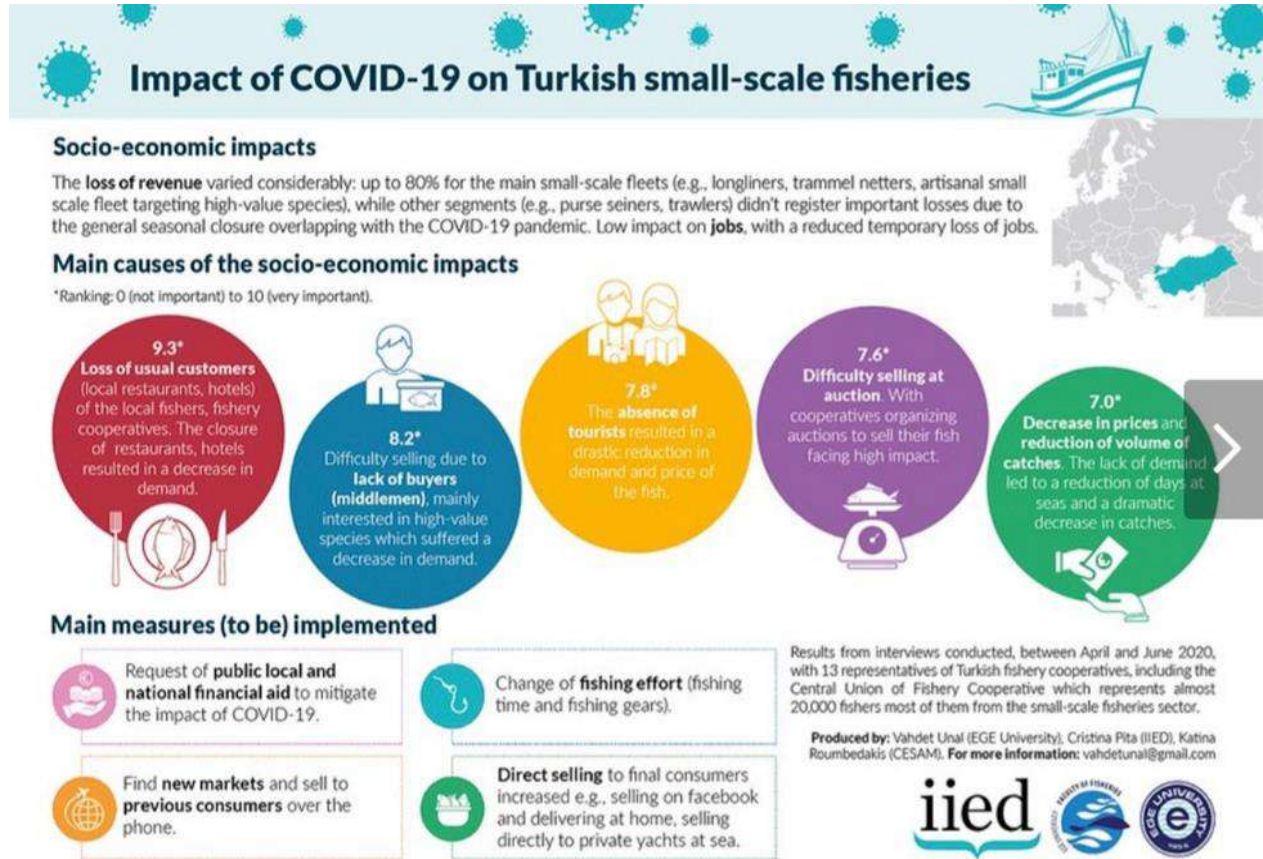 Impact of COVID-19 on Turkish small-scale fisheries
Socio-economic impacts
The loss of revenue varied considerably: up to 80% for the main small-scale fleets (e.g., longliners, trammel netters, artisanal small
scale fleet targeting high-value species), while other segments (e.g., purse seiners, trawlers) didn't register important losses due to
the general seasonal closure overlapping with the COVID-19 pandemic. Low impact on jobs, with a reduced temporary loss of jobs.
Main causes of the socio-economic impacts
*Ranking: 0 (not important) to 10 (very important).
9.3*
Loss of usual customers
(local restaurants, hotels)
of the local fishers, fishery
cooperatives. The closure
of restaurants, hotels
resulted in a decrease in
demand.
8.2*
Difficulty selling due to
lack of buyers
(middlemen), mainly
interested in high-value
species which suffered a
decrease in demand.
7.8*
The absence of
tourists resulted in a
drastic reduction in
demand and price of
the fish.
7.6*
Difficulty selling at
auction. With
cooperatives organizing
auctions to sell their fish
facing high impact.
7.0*
Decrease in prices and
reduction of volume of
catches. The lack of demand
led to a reduction of days at
seas and a dramatic
decrease in catches.
Main measures (to be) implemented
Request of public local and
national financial aid to mitigate
the impact of COVID-19.
Change of fishing effort (fishing
time and fishing gears).
Find new markets and sell to
previous consumers over the
phone.
Direct selling to final consumers
increased e.g., selling on facebook
and delivering at home, selling
directly to private yachts at sea.
Results from interviews conducted, between April and June 2020,
with 13 representatives of Turkish fishery cooperatives, including the
Central Union of Fishery Cooperative which represents almost
20,000 fishers most of them from the small-scale fisheries sector.
Produced by: Vahdet Unal (EGE University), Cristina Pita (IIED), Katina
Roumbedakis (CESAM). For more information: vahdetunal@gmail.com
iied
EGE UNIVERSITY FACULTY OF FISHERIES
EGE UNIVERSITY
e
1955